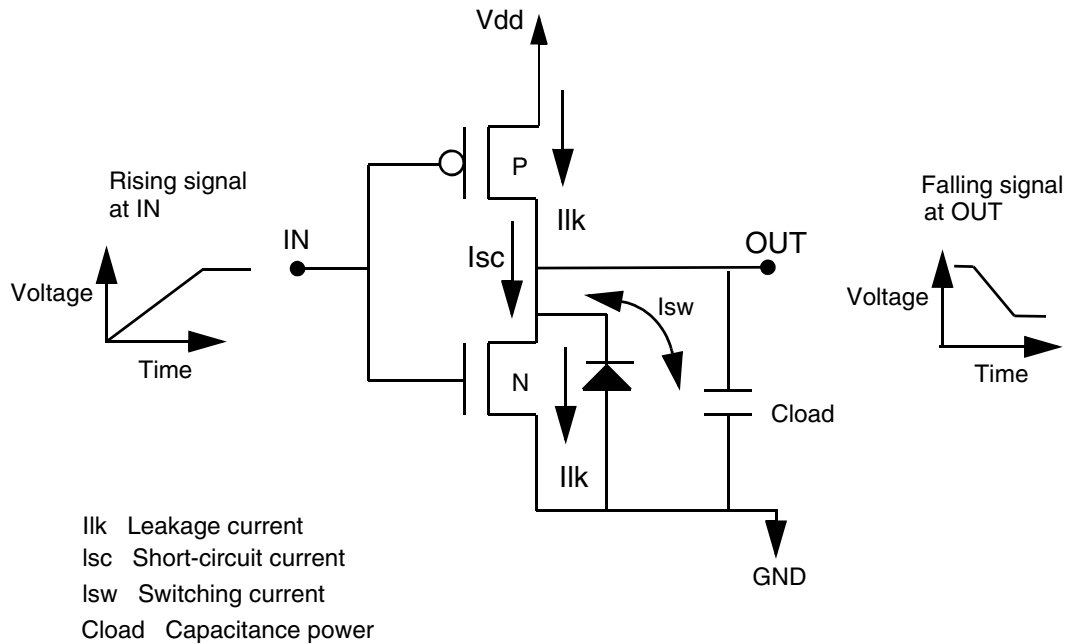 Vdd
P
Rising signal
at IN
Ilk
Falling signal
at OUT
IN
Isc
OUT
Voltage
Isw
Voltage
Time
N
Time
Cload
Ilk
Ilk Leakage current
Isc Short-circuit current
Isw Switching current
Cload Capacitance power
GND